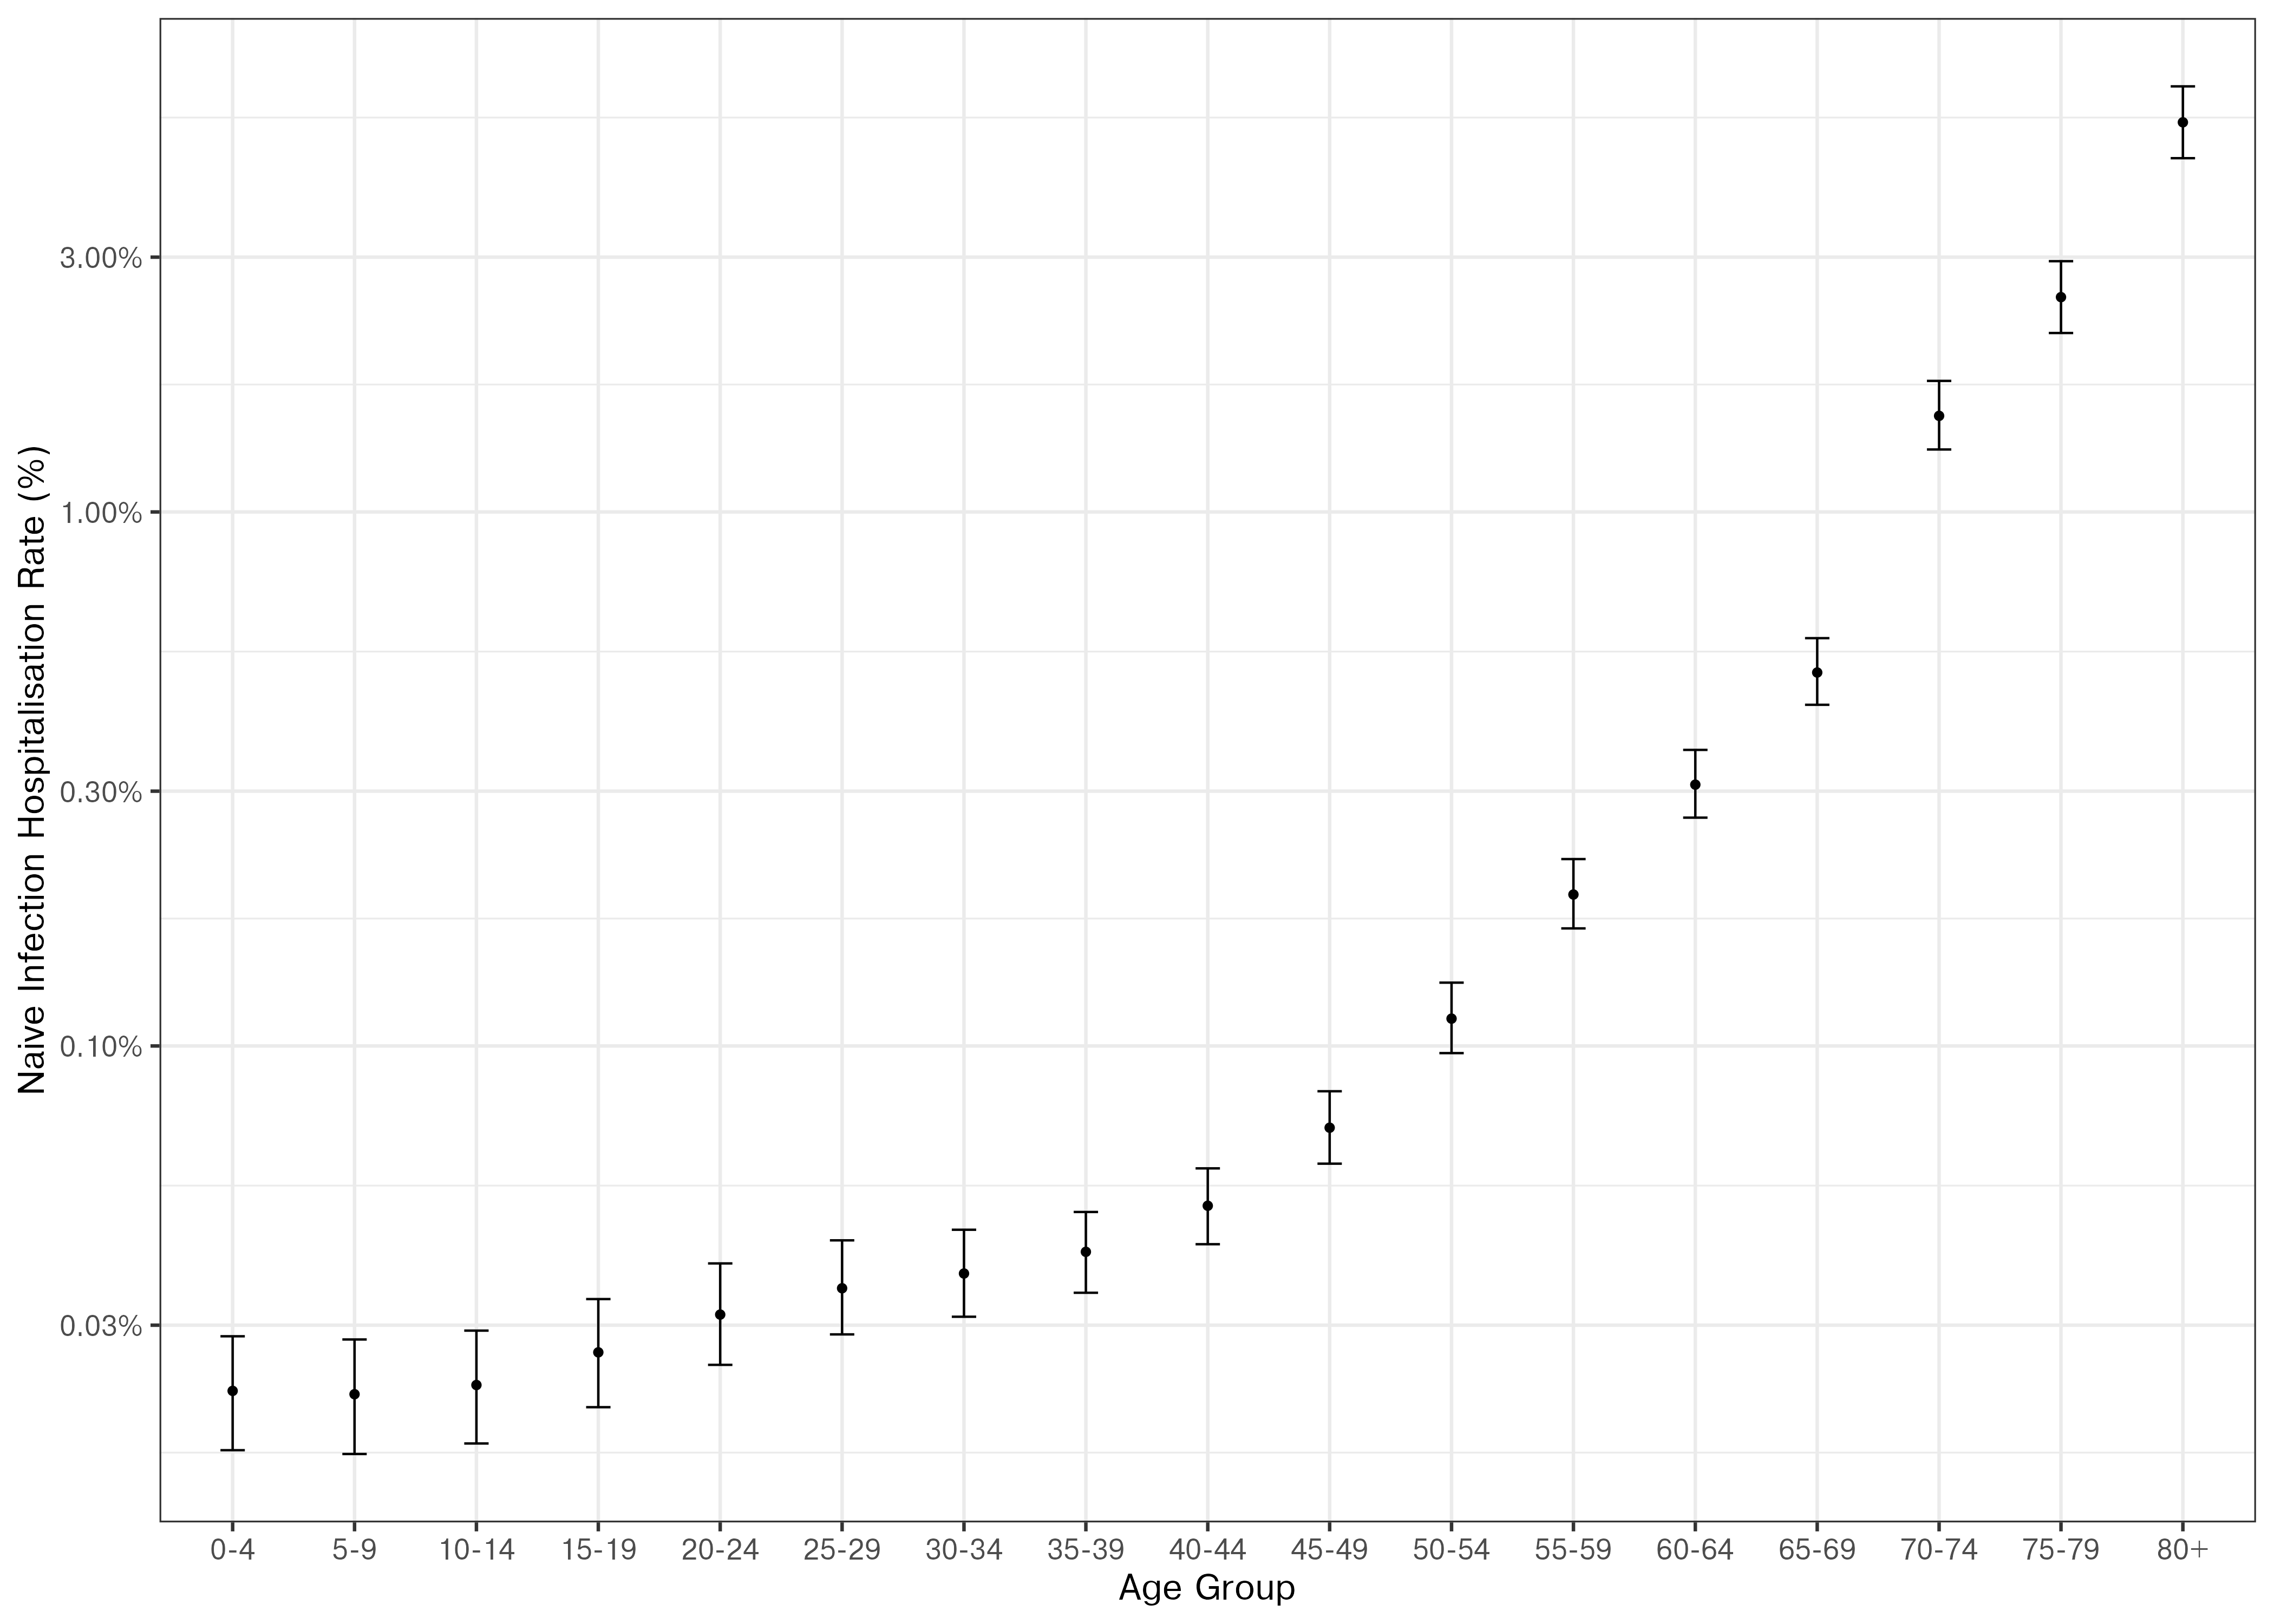 Naive Infection Hospitalisation Rate (%)
3.00%
1.00%
0.30%
0.10%
0.03%
0-4 5-9 10-14 15-19 20-24 25-29 30-34 35-39 40-44 45-49 50-54 55-59 60-64 65-69 70-74 75-79 80+
Age Group